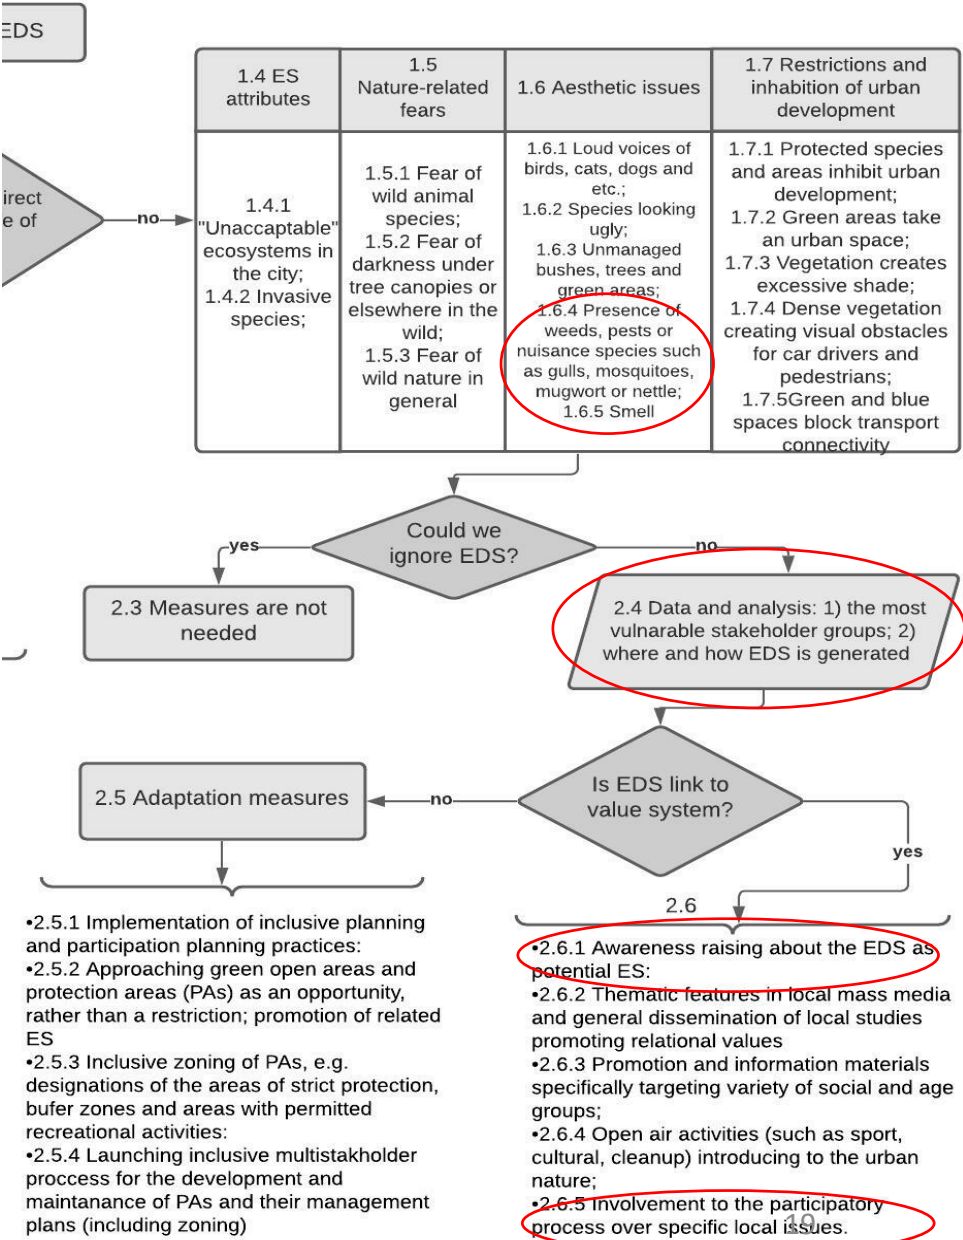 EDS
1.4 ES
attributes
1.5
Nature-related
fears
1.6 Aesthetic issues
1.7 Restrictions and
inhabition of urban
development
irect
e of
no
1.4.1
"Unaccaptable"
ecosystems in
the city;
1.4.2 Invasive
species;
1.5.1 Fear of
wild animal
species;
1.5.2 Fear of
darkness under
tree canopies or
elsewhere in the
wild;
1.5.3 Fear of
wild nature in
general
1.6.1 Loud voices of
birds, cats, dogs and
etc.;
1.6.2 Species looking
ugly;
1.6.3 Unmanaged
bushes, trees and
green areas;
1.6.4 Presence of
weeds, pests or
nuisance species such
as gulls, mosquitoes,
mugwort or nettle;
1.6.5 Smell
1.7.1 Protected species
and areas inhibit urban
development;
1.7.2 Green areas take
an urban space;
1.7.3 Vegetation creates
excessive shade;
1.7.4 Dense vegetation
creating visual obstacles
for car drivers and
pedestrians;
1.7.5Green and blue
spaces block transport
connectivity
Could we
ignore EDS?
yes
no
2.3 Measures are not
needed
2.4 Data and analysis: 1) the most
vulnarable stakeholder groups; 2)
where and how EDS is generated
Is EDS link to
value system?
no
yes
2.5 Adaptation measures
•2.5.1 Implementation of inclusive planning
and participation planning practices:
•2.5.2 Approaching green open areas and
protection areas (PAs) as an opportunity,
rather than a restriction; promotion of related
ES
•2.5.3 Inclusive zoning of PAs, e.g.
designations of the areas of strict protection,
bufer zones and areas with permitted
recreational activities:
•2.5.4 Launching inclusive multistakholder
proccess for the development and
maintanance of PAs and their management
plans (including zoning)
2.6
•2.6.1 Awareness raising about the EDS as
potential ES:
•2.6.2 Thematic features in local mass media
and general dissemination of local studies
promoting relational values
•2.6.3 Promotion and information materials
specifically targeting variety of social and age
groups;
•2.6.4 Open air activities (such as sport,
cultural, cleanup) introducing to the urban
nature;
•2.6.5 Involvement to the participatory
process over specific local issues.
19